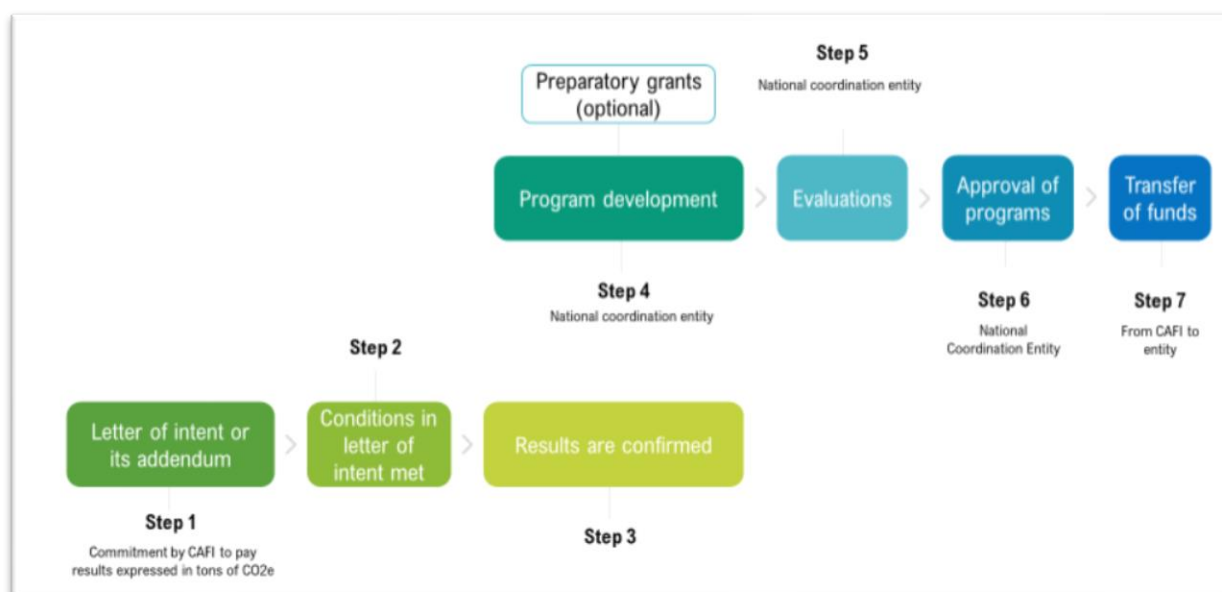 Step 5
National coordination entity
Preparatory grants
(optional)
Program development
Evaluations
Approval of
programs
Transfer
of funds
Step 4
National coordination entity
Step 6
National
Coordination Entity
Step 7
From CAFI to
entity
Step 2
Letter of intent or
its addendum
Conditions in
letter of
intent met
Results are confirmed
Step 1
Commitment by CAFI to pay
results expressed in tons of CO2e
Step 3